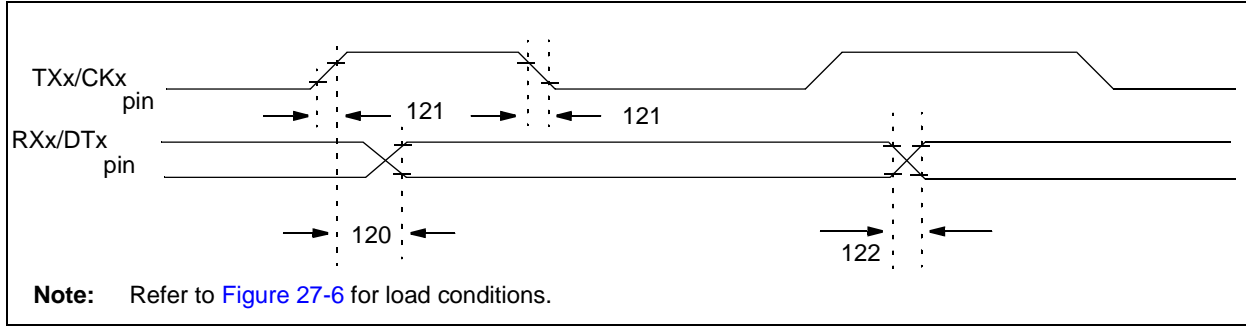 TXx/CKx
pin
121
121
RXx/DTx
pin
120
122
Note: Refer to Figure 27-6 for load conditions.